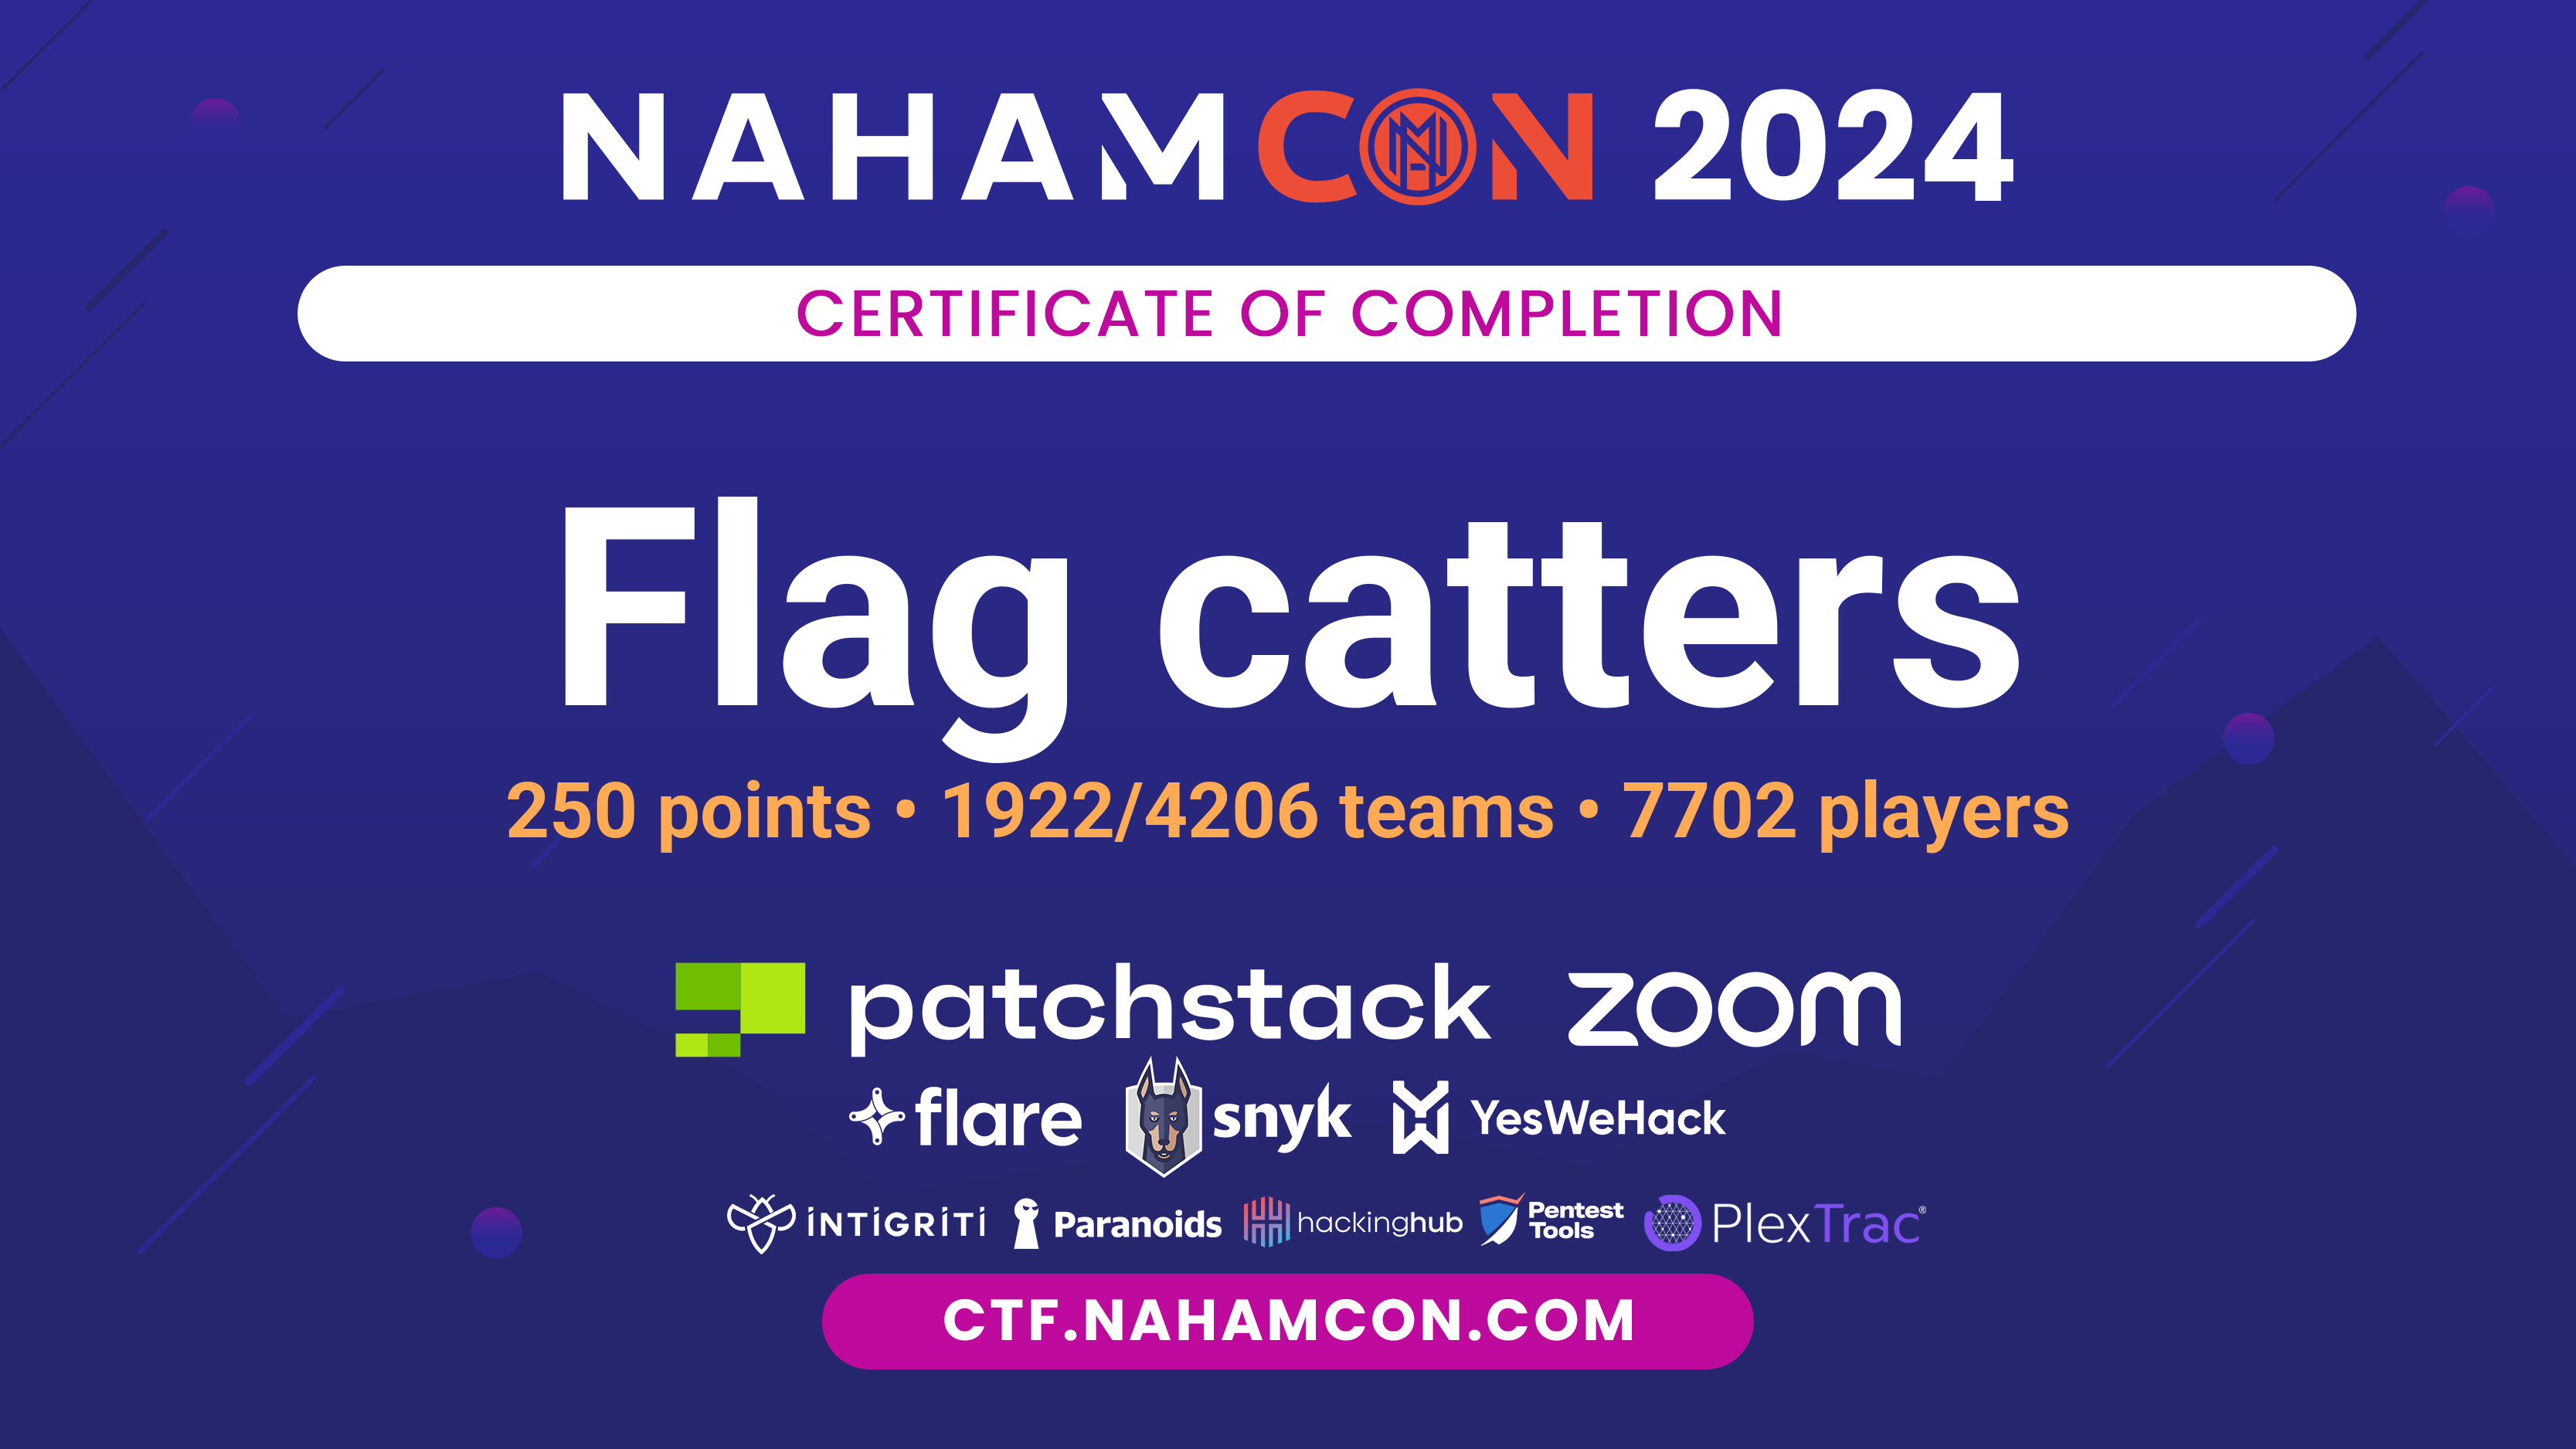 NAHAMCON 2024
CERTIFICATE OF COMPLETION
Flag catters
250 points • 1922/4206 teams • 7702 players
patchstack zoom
flare snyk YesWeHack
INTIGRITI Paranoids hackinghub Pentest Tools PlexTrac®
CTF.NAHAMCON.COM